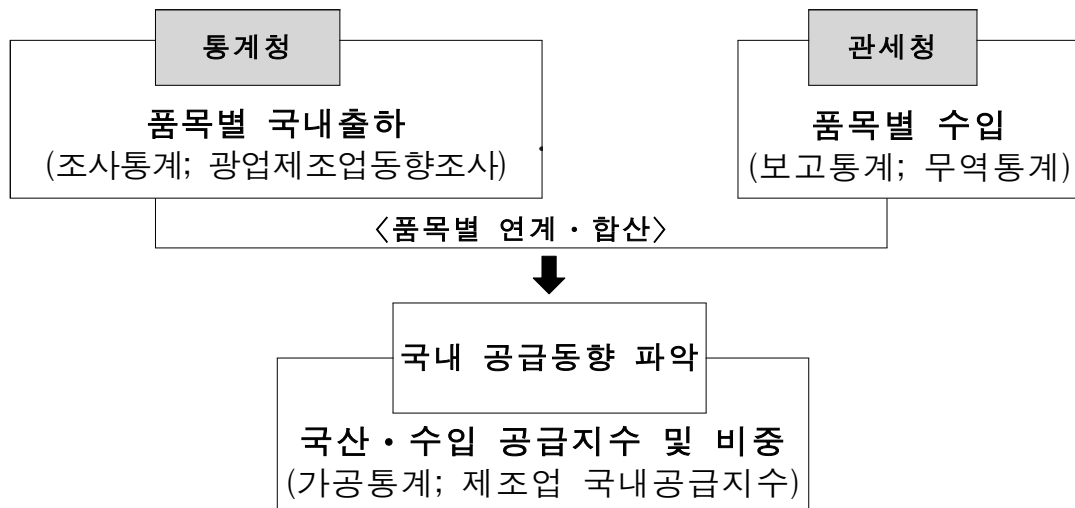 통계청
품목별 국내출하
(조사통계; 광업제조업동향조사)
관세청
품목별 수입
(보고통계; 무역통계)
〈품목별 연계·합산〉
국내 공급동향 파악
국산·수입 공급지수 및 비중
(가공통계; 제조업 국내공급지수)